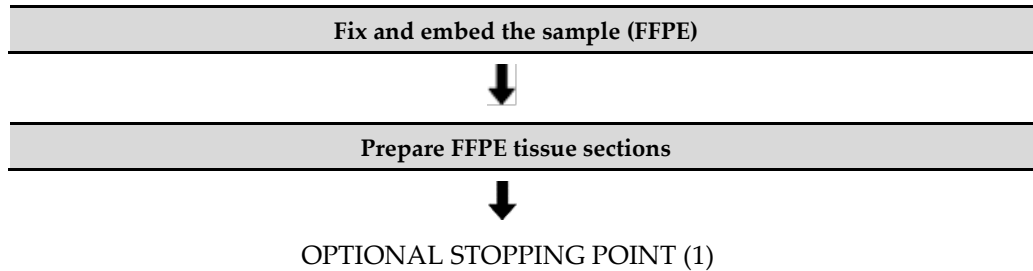 Fix and embed the sample (FFPE)
Prepare FFPE tissue sections
OPTIONAL STOPPING POINT (1)